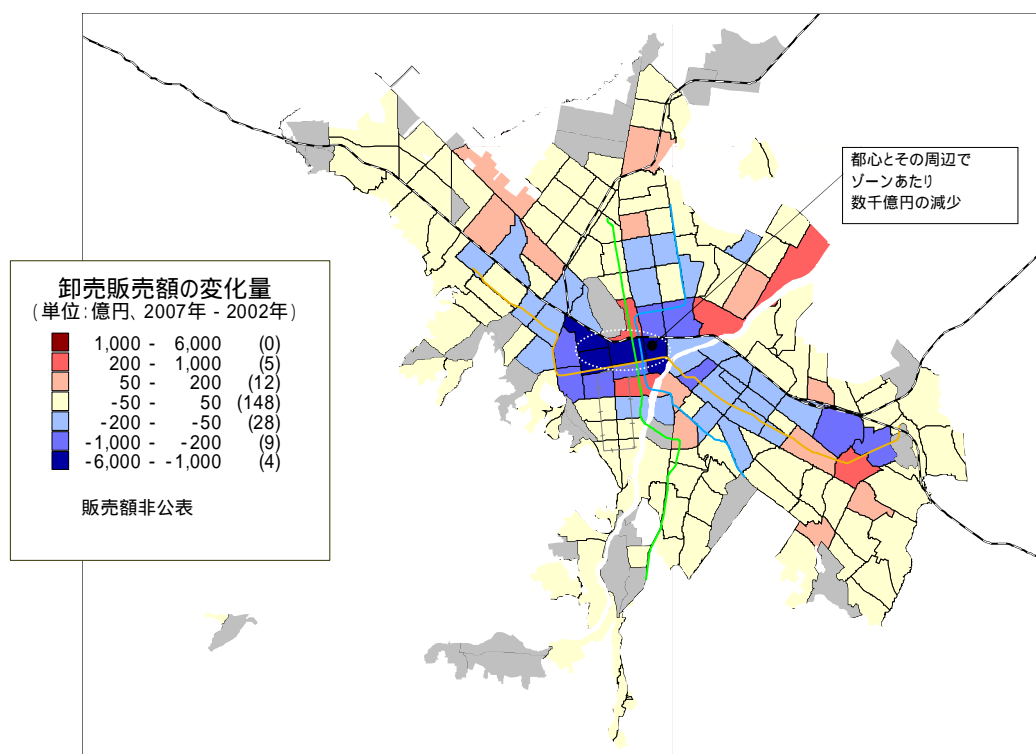 都心とその周辺で
ゾーンあたり
数千億円の減少
卸売販売額の変化量
(単位:億円、2007年 - 2002年)
1,000 - 6,000 (0)
200 - 1,000 (5)
50 - 200 (12)
-50 - 50 (148)
-200 - -50 (28)
-1,000 - -200 (9)
-6,000 - -1,000 (4)
販売額非公表